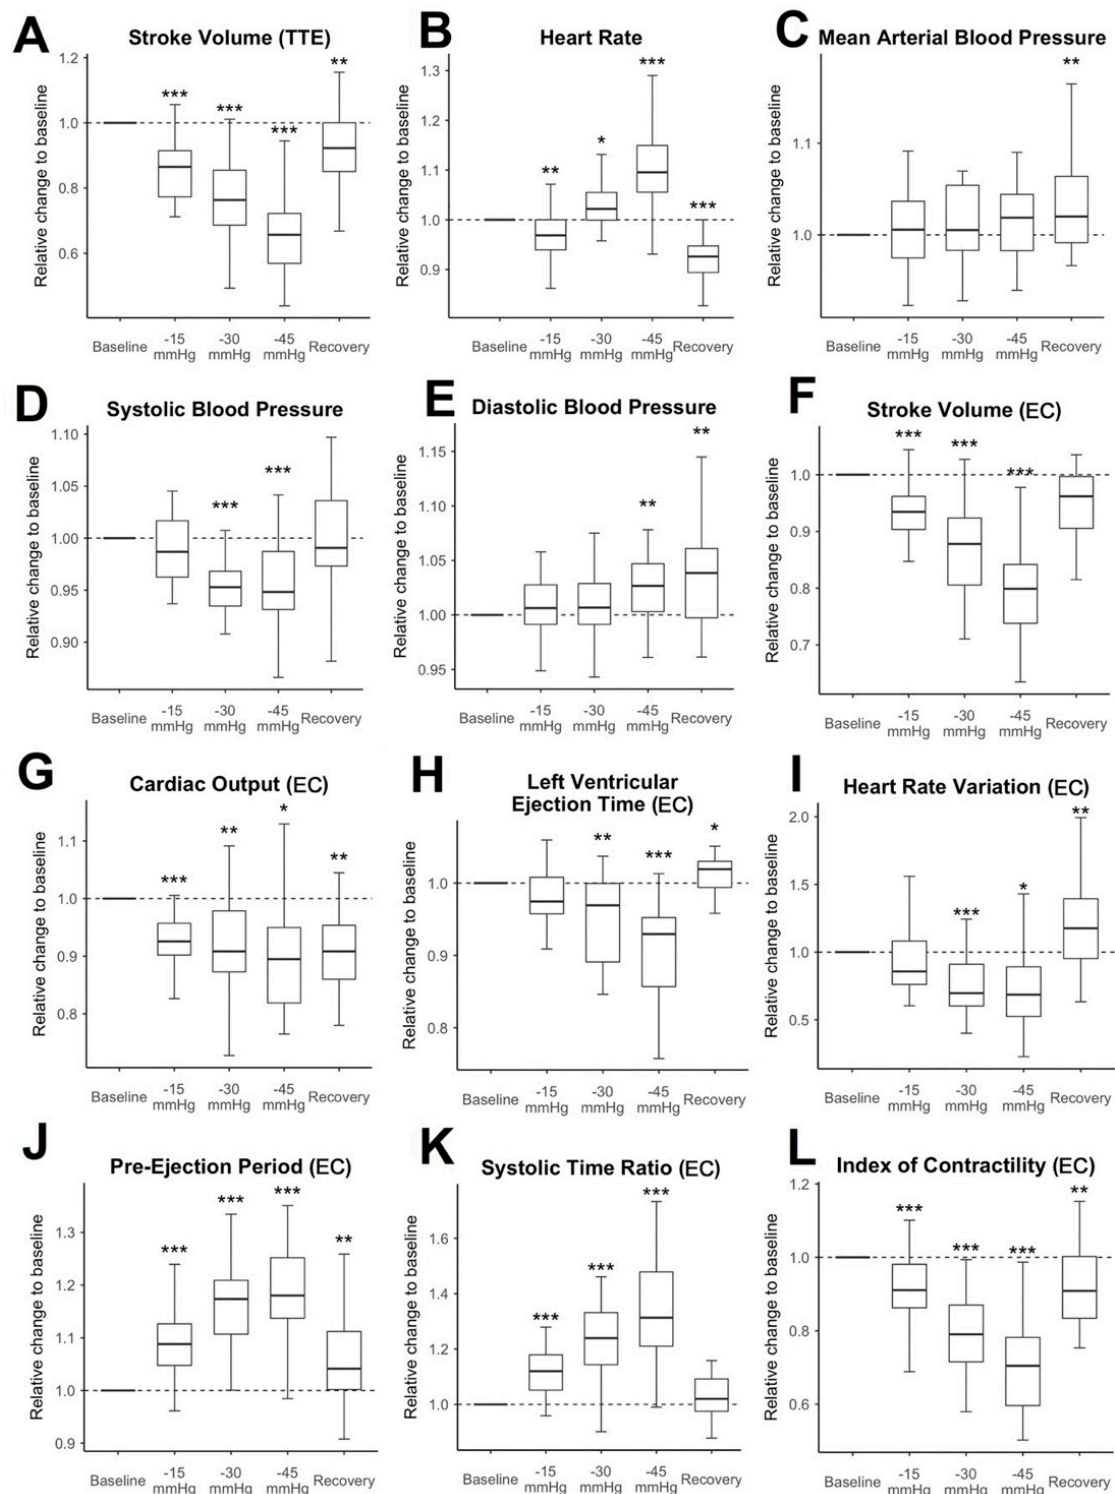 A
Stroke Volume (TTE)
Relative change to baseline
1.2
1.0
0.8
0.6
***
***
***
**
Baseline
-15
mmHg
-30
mmHg
-45
mmHg
Recovery
B
Heart Rate
Relative change to baseline
1.3
1.2
1.1
1.0
0.9
**
*
***
***
Baseline
-15
mmHg
-30
mmHg
-45
mmHg
Recovery
C
Mean Arterial Blood Pressure
Relative change to baseline
1.1
1.0
**
Baseline
-15
mmHg
-30
mmHg
-45
mmHg
Recovery
D
Systolic Blood Pressure
Relative change to baseline
1.10
1.05
1.00
0.95
0.90
***
***
Baseline
-15
mmHg
-30
mmHg
-45
mmHg
Recovery
E
Diastolic Blood Pressure
Relative change to baseline
1.15
1.10
1.05
1.00
0.95
**
**
Baseline
-15
mmHg
-30
mmHg
-45
mmHg
Recovery
F
Stroke Volume (EC)
Relative change to baseline
1.0
0.9
0.8
0.7
***
***
***
Baseline
-15
mmHg
-30
mmHg
-45
mmHg
Recovery
G
Cardiac Output (EC)
Relative change to baseline
1.1
1.0
0.9
0.8
***
**
*
**
Baseline
-15
mmHg
-30
mmHg
-45
mmHg
Recovery
H
Left Ventricular
Ejection Time (EC)
Relative change to baseline
1.0
0.9
0.8
**
***
*
Baseline
-15
mmHg
-30
mmHg
-45
mmHg
Recovery
I
Heart Rate Variation (EC)
Relative change to baseline
2.0
1.5
1.0
0.5
***
*
**
Baseline
-15
mmHg
-30
mmHg
-45
mmHg
Recovery
J
Pre-Ejection Period (EC)
Relative change to baseline
1.3
1.2
1.1
1.0
0.9
***
***
***
**
Baseline
-15
mmHg
-30
mmHg
-45
mmHg
Recovery
K
Systolic Time Ratio (EC)
Relative change to baseline
1.6
1.4
1.2
1.0
***
***
***
Baseline
-15
mmHg
-30
mmHg
-45
mmHg
Recovery
L
Index of Contractility (EC)
Relative change to baseline
1.2
1.0
0.8
0.6
***
***
***
**
Baseline
-15
mmHg
-30
mmHg
-45
mmHg
Recovery